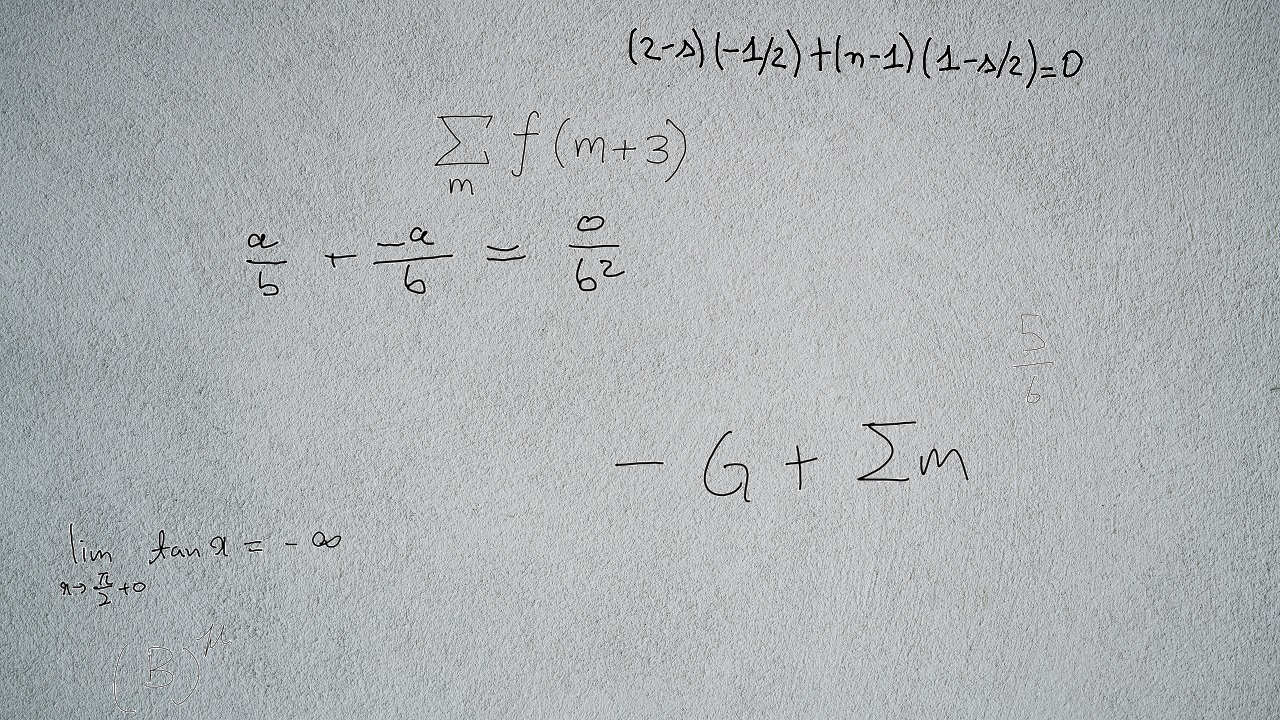 (2-s)(-1/2)+(n-1)(1-s/2)=0
\sum_{m} f(m+3)
\frac{a}{b} + \frac{-a}{b} = \frac{0}{b^2}
\frac{5}{6}
- G + \sum m
\lim_{x \to \frac{\pi}{2}+0} \tan x = -\infty
(B)^{\mu}